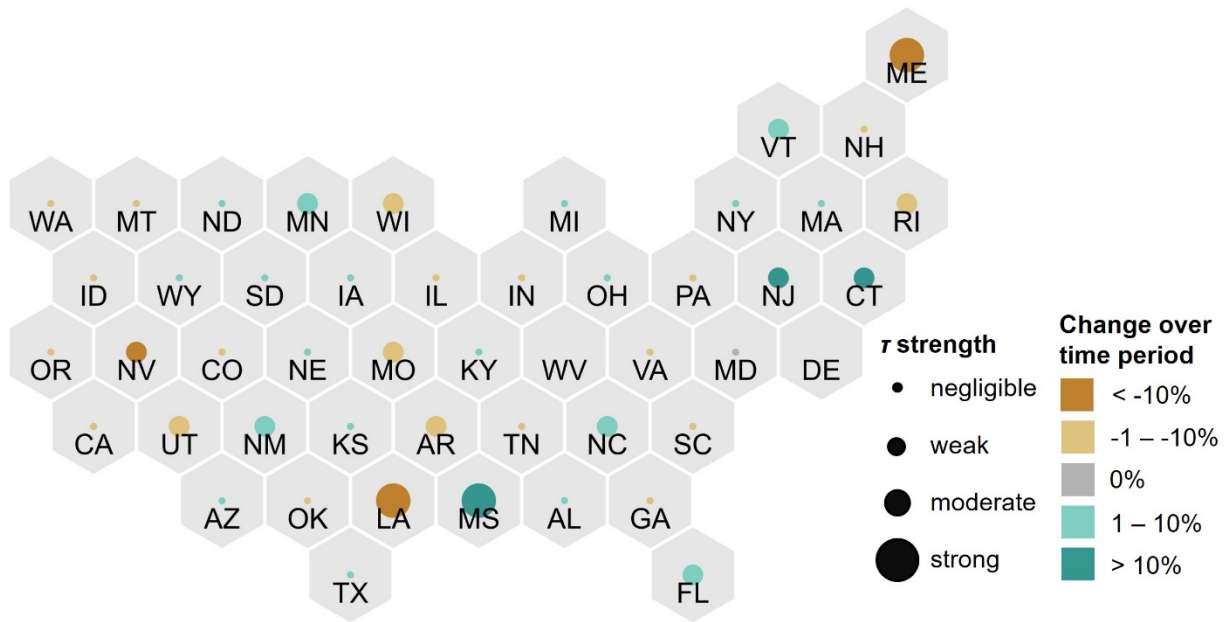 ME
VT NH
WA MT ND MN WI MI NY MA RI
ID WY SD IA IL IN OH PA NJ CT
OR NV CO NE MO KY WV VA MD DE
CA UT NM KS AR TN NC SC
AZ OK LA MS AL GA
TX FL
τ strength
negligible
weak
moderate
strong
Change over
time period
< -10%
-1 – -10%
0%
1 – 10%
> 10%